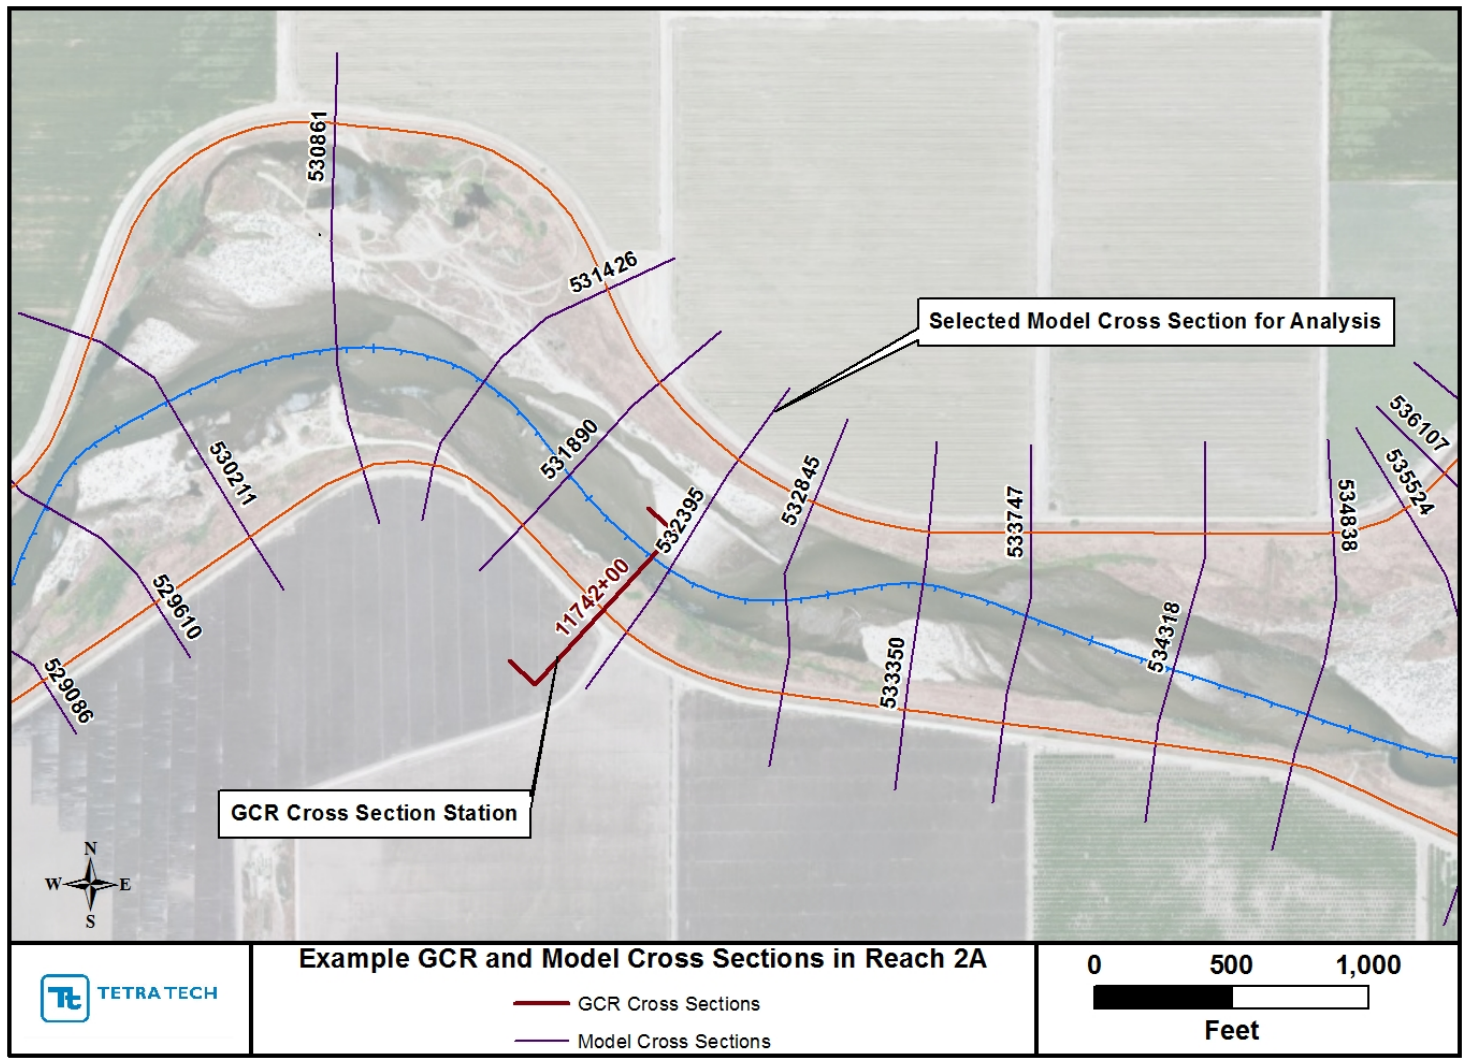 530861
531426
Selected Model Cross Section for Analysis
536107
535524
534838
533747
532845
531890
532395
530211
11742+00
529610
534318
533350
529086
GCR Cross Section Station
N
W E
S
Example GCR and Model Cross Sections in Reach 2A
GCR Cross Sections
Model Cross Sections
Tt TETRA TECH
0 500 1,000
Feet